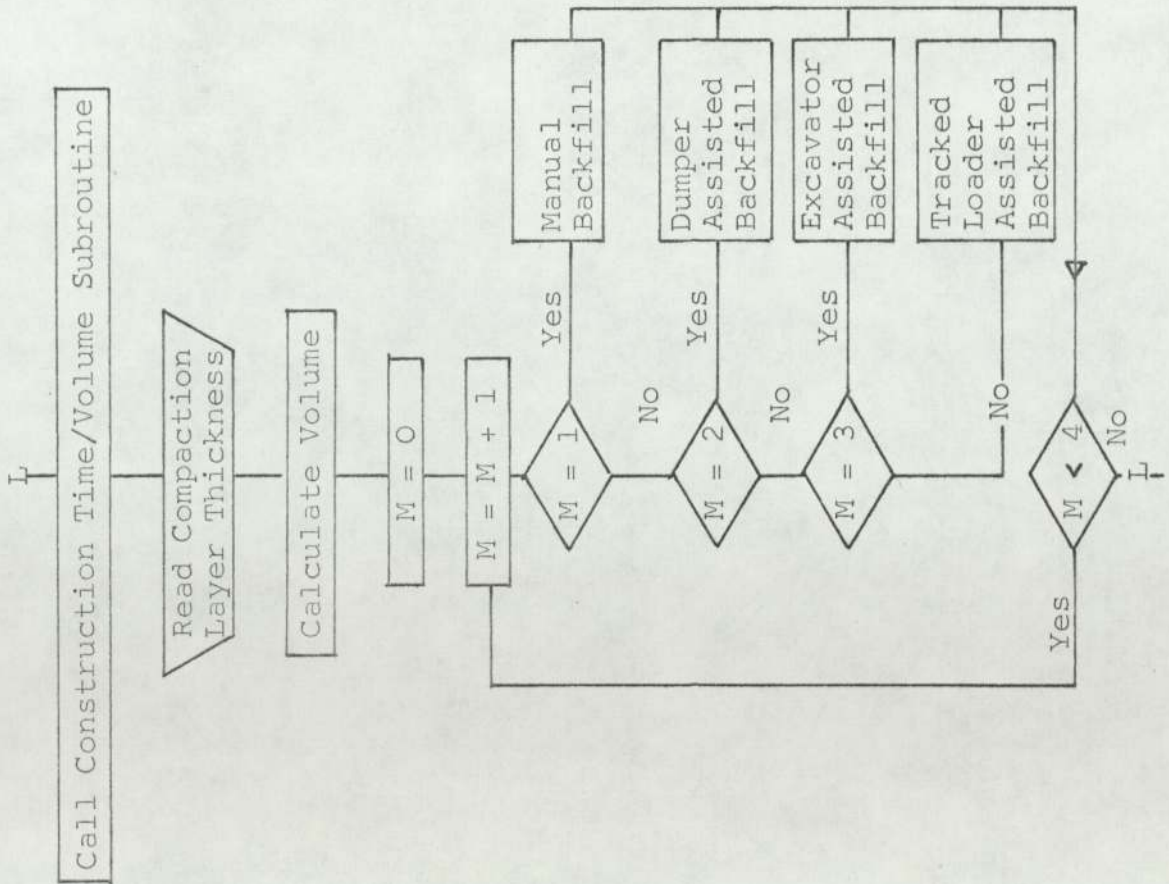 L
Call Construction Time/Volume Subroutine
Read Compaction
Layer Thickness
Calculate Volume
M = 0
M = M + 1
M = 1
Yes
Manual
Backfill
No
M = 2
Yes
Dumper
Assisted
Backfill
No
M = 3
Yes
Excavator
Assisted
Backfill
No
Tracked
Loader
Assisted
Backfill
M < 4
Yes
No
L